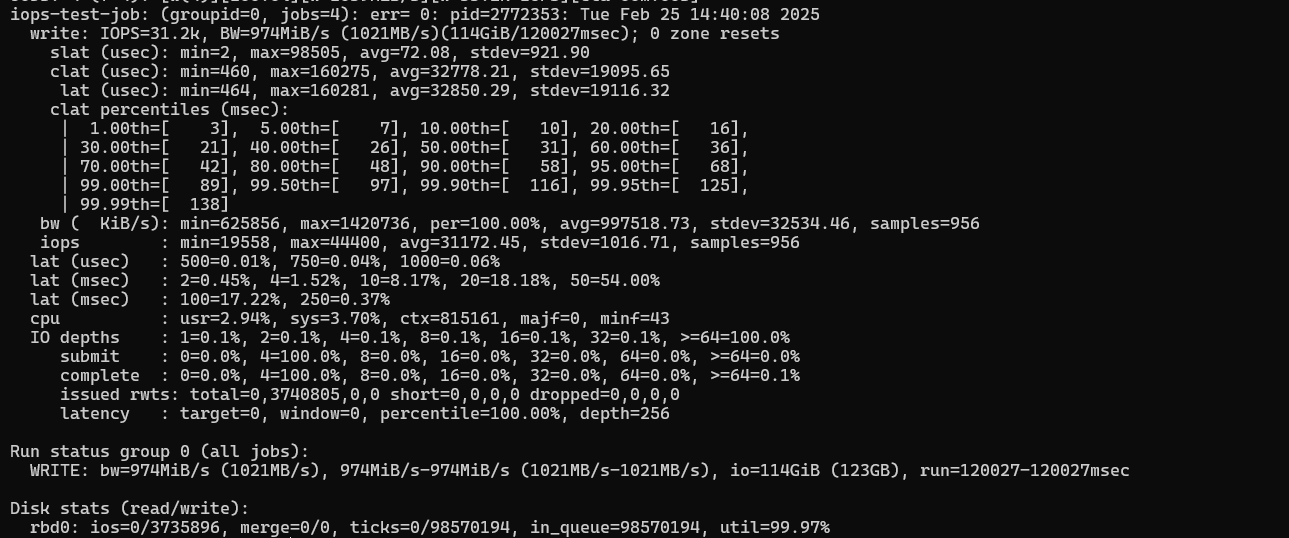 iops-test-job: (groupid=0, jobs=4): err= 0: pid=2772353: Tue Feb 25 14:40:08 2025
  write: IOPS=31.2k, BW=974MiB/s (1021MB/s)(114GiB/120027msec); 0 zone resets
    slat (usec): min=2, max=98505, avg=72.08, stdev=921.90
    clat (usec): min=460, max=160275, avg=32778.21, stdev=19095.65
     lat (usec): min=464, max=160281, avg=32850.29, stdev=19116.32
    clat percentiles (msec):
     |  1.00th=[    3],  5.00th=[    7], 10.00th=[   10], 20.00th=[   16],
     | 30.00th=[   21], 40.00th=[   26], 50.00th=[   31], 60.00th=[   36],
     | 70.00th=[   42], 80.00th=[   48], 90.00th=[   58], 95.00th=[   68],
     | 99.00th=[   89], 99.50th=[   97], 99.90th=[  116], 99.95th=[  125],
     | 99.99th=[  138]
   bw (  KiB/s): min=625856, max=1420736, per=100.00%, avg=997518.73, stdev=32534.46, samples=956
   iops        : min=19558, max=44400, avg=31172.45, stdev=1016.71, samples=956
  lat (usec)   : 500=0.01%, 750=0.04%, 1000=0.06%
  lat (msec)   : 2=0.45%, 4=1.52%, 10=8.17%, 20=18.18%, 50=54.00%
  lat (msec)   : 100=17.22%, 250=0.37%
  cpu          : usr=2.94%, sys=3.70%, ctx=815161, majf=0, minf=43
  IO depths    : 1=0.1%, 2=0.1%, 4=0.1%, 8=0.1%, 16=0.1%, 32=0.1%, >=64=100.0%
     submit    : 0=0.0%, 4=100.0%, 8=0.0%, 16=0.0%, 32=0.0%, 64=0.0%, >=64=0.0%
     complete  : 0=0.0%, 4=100.0%, 8=0.0%, 16=0.0%, 32=0.0%, 64=0.0%, >=64=0.1%
     issued rwts: total=0,3740805,0,0 short=0,0,0,0 dropped=0,0,0,0
     latency   : target=0, window=0, percentile=100.00%, depth=256

Run status group 0 (all jobs):
  WRITE: bw=974MiB/s (1021MB/s), 974MiB/s-974MiB/s (1021MB/s-1021MB/s), io=114GiB (123GB), run=120027-120027msec

Disk stats (read/write):
  rbd0: ios=0/3735896, merge=0/0, ticks=0/98570194, in_queue=98570194, util=99.97%